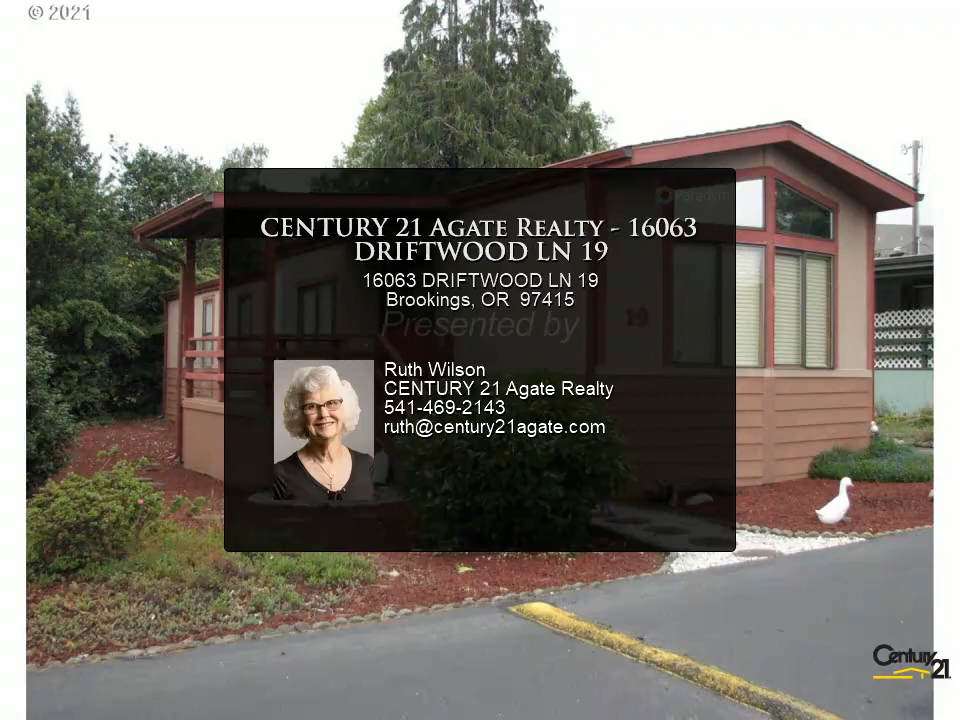 © 2021
Paradym
CENTURY 21 Agate Realty - 16063
DRIFTWOOD LN 19
16063 DRIFTWOOD LN 19
Brookings, OR 97415
Presented by
19
Ruth Wilson
CENTURY 21 Agate Realty
541-469-2143
ruth@century21agate.com
Century
21